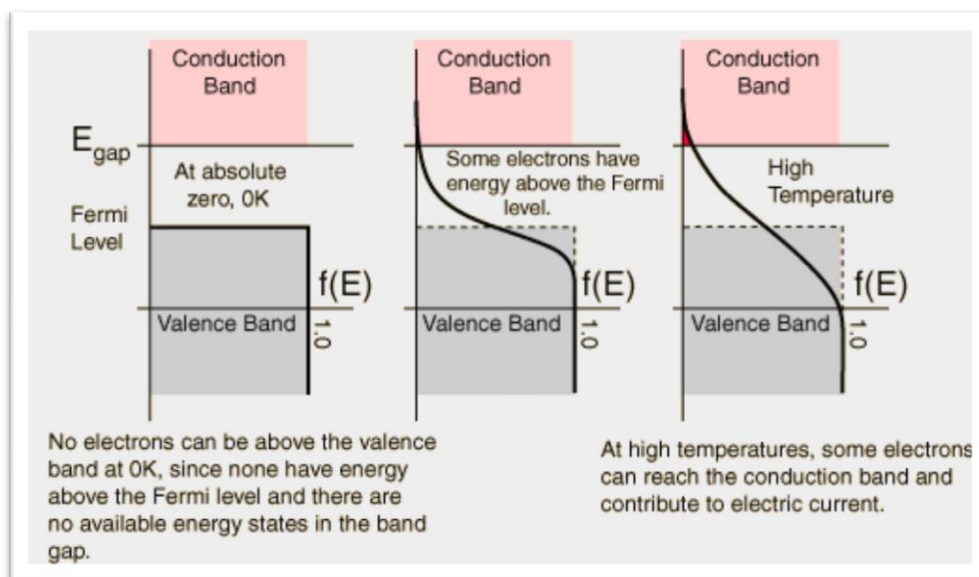 Conduction
Band
Conduction
Band
Conduction
Band
E gap
At absolute
zero, 0K
Some electrons have
energy above the Fermi
level.
High
Temperature
Fermi
Level
f(E)
f(E)
f(E)
Valence Band
1.0
Valence Band
1.0
Valence Band
1.0
No electrons can be above the valence
band at 0K, since none have energy
above the Fermi level and there are
no available energy states in the band
gap.
At high temperatures, some electrons
can reach the conduction band and
contribute to electric current.